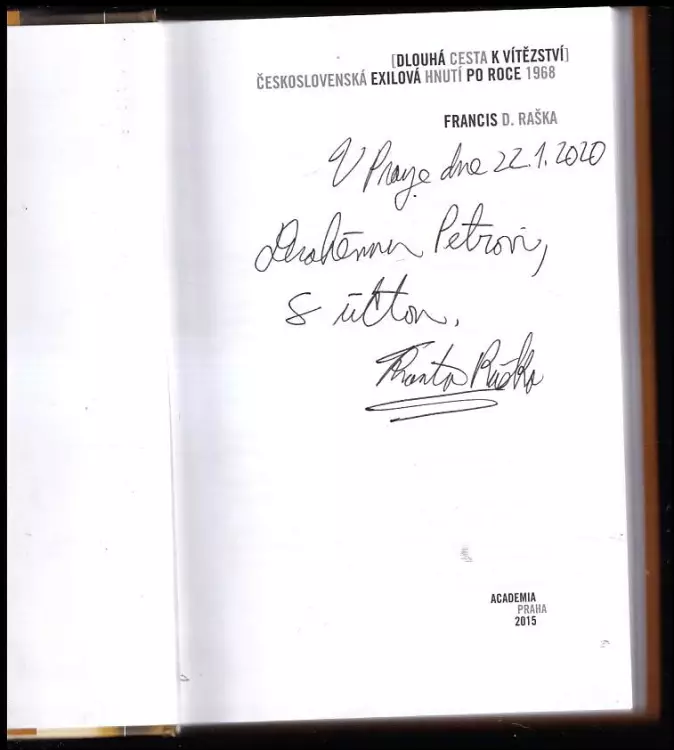 [DLOUHÁ CESTA K VÍTĚZSTVÍ]
ČESKOSLOVENSKÁ EXILOVÁ HNUTÍ PO ROCE 1968
FRANCIS D. RAŠKA
V Praze dne 22.1.2020
Drahému Petrovi,
S úctou,
Franta Raška
ACADEMIA
PRAHA
2015